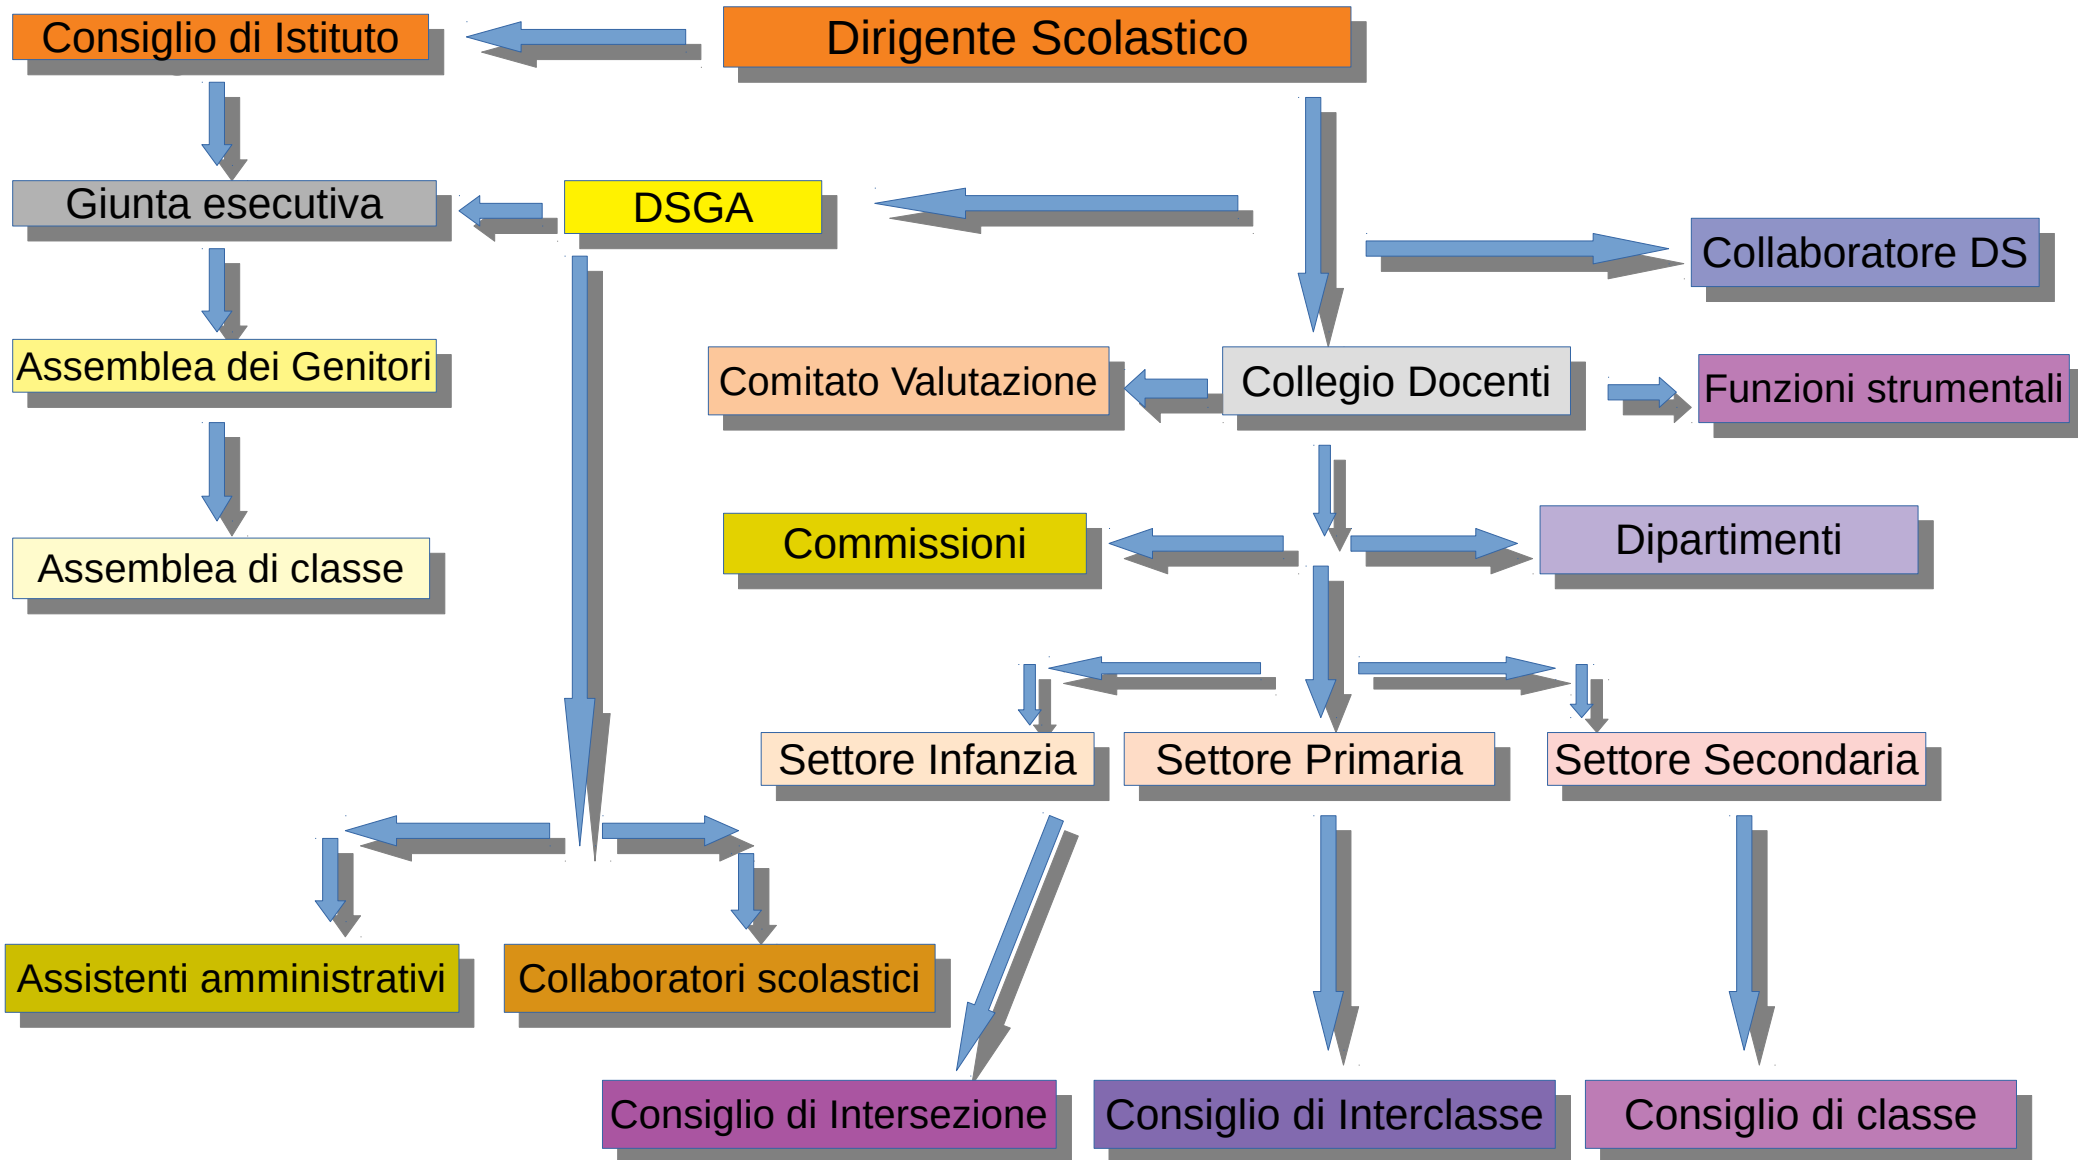 Consiglio di Istituto
Dirigente Scolastico
Giunta esecutiva
DSGA
Collaboratore DS
Assemblea dei Genitori
Comitato Valutazione
Collegio Docenti
Funzioni strumentali
Assemblea di classe
Commissioni
Dipartimenti
Settore Infanzia
Settore Primaria
Settore Secondaria
Assistenti amministrativi
Collaboratori scolastici
Consiglio di Intersezione
Consiglio di Interclasse
Consiglio di classe